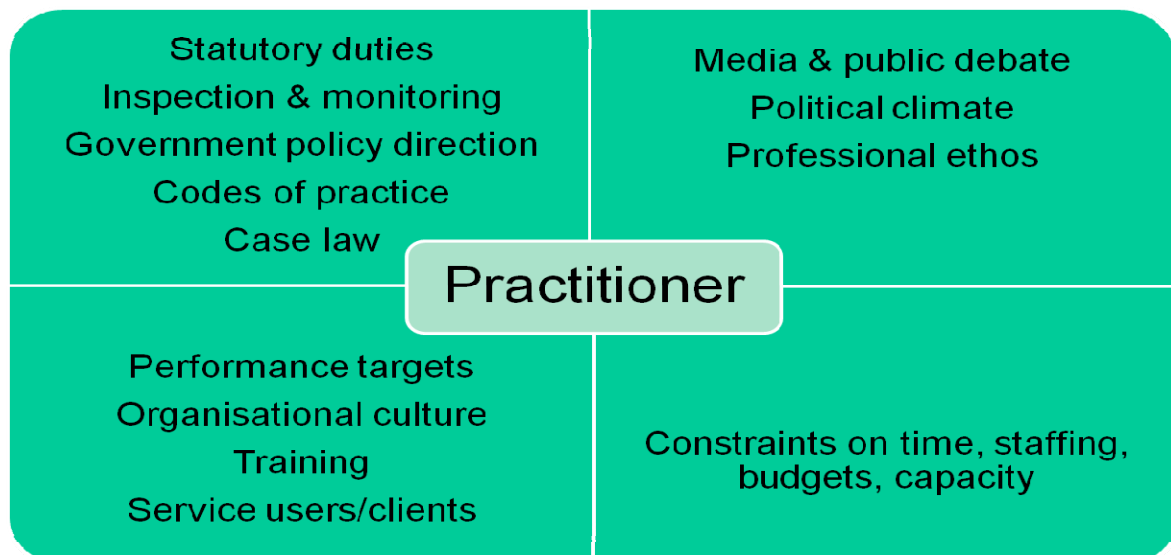 Statutory duties
Inspection & monitoring
Government policy direction
Codes of practice
Case law
Media & public debate
Political climate
Professional ethos
Practitioner
Performance targets
Organisational culture
Training
Service users/clients
Constraints on time, staffing,
budgets, capacity